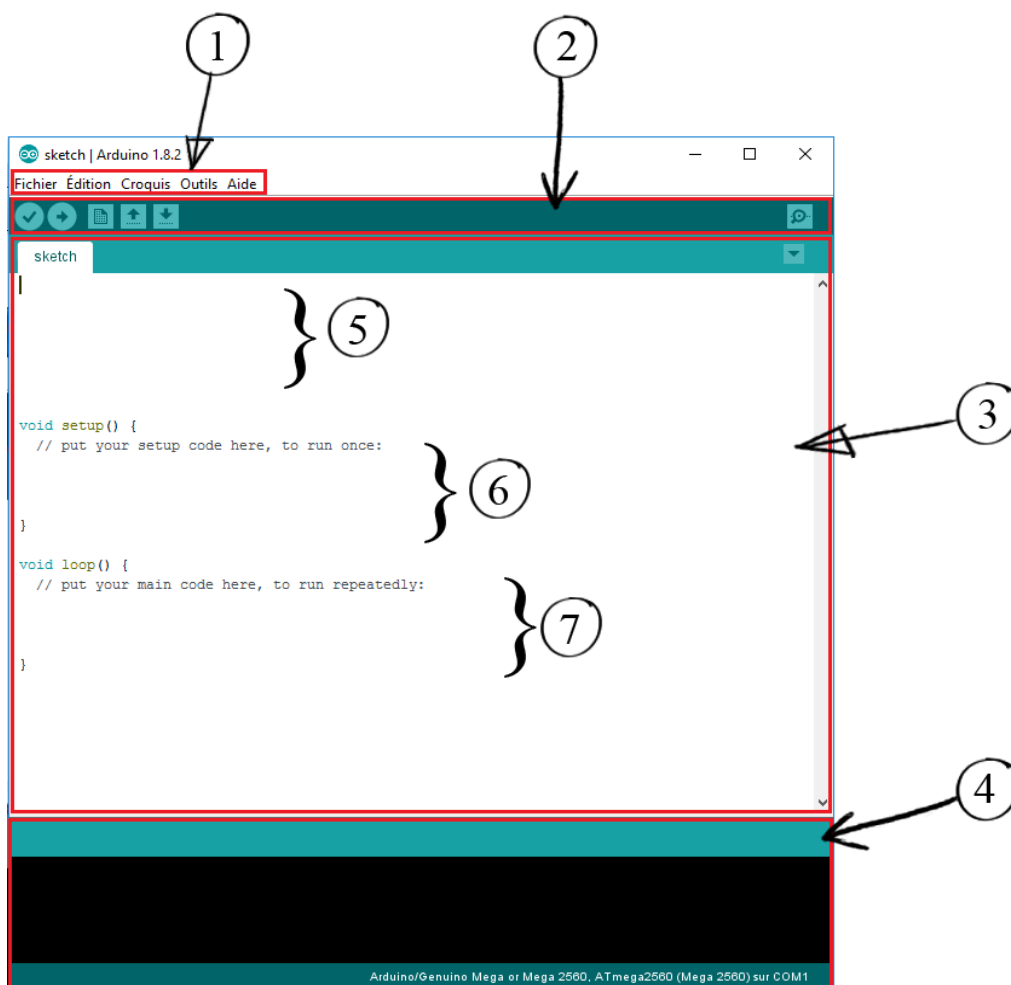 1
2
sketch | Arduino 1.8.2
Fichier Édition Croquis Outils Aide
sketch
5
3
void setup() {
// put your setup code here, to run once:
6
}
void loop() {
// put your main code here, to run repeatedly:
7
}
4
Arduino/Genuino Mega or Mega 2560, ATmega2560 (Mega 2560) sur COM1